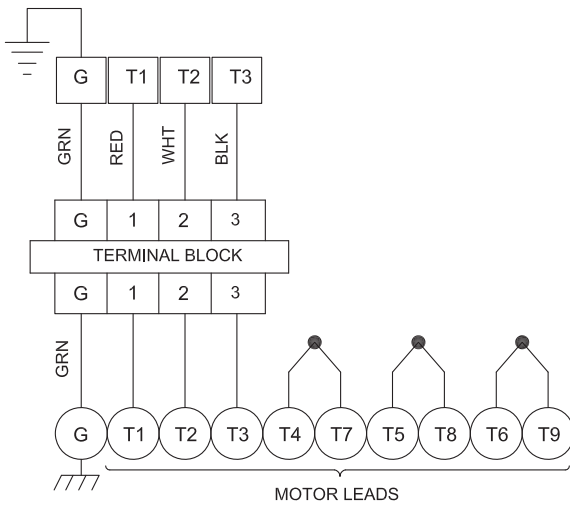 G T1 T2 T3
GRN RED WHT BLK
G 1 2 3
TERMINAL BLOCK
G 1 2 3
GRN
G T1 T2 T3 T4 T7 T5 T8 T6 T9
MOTOR LEADS